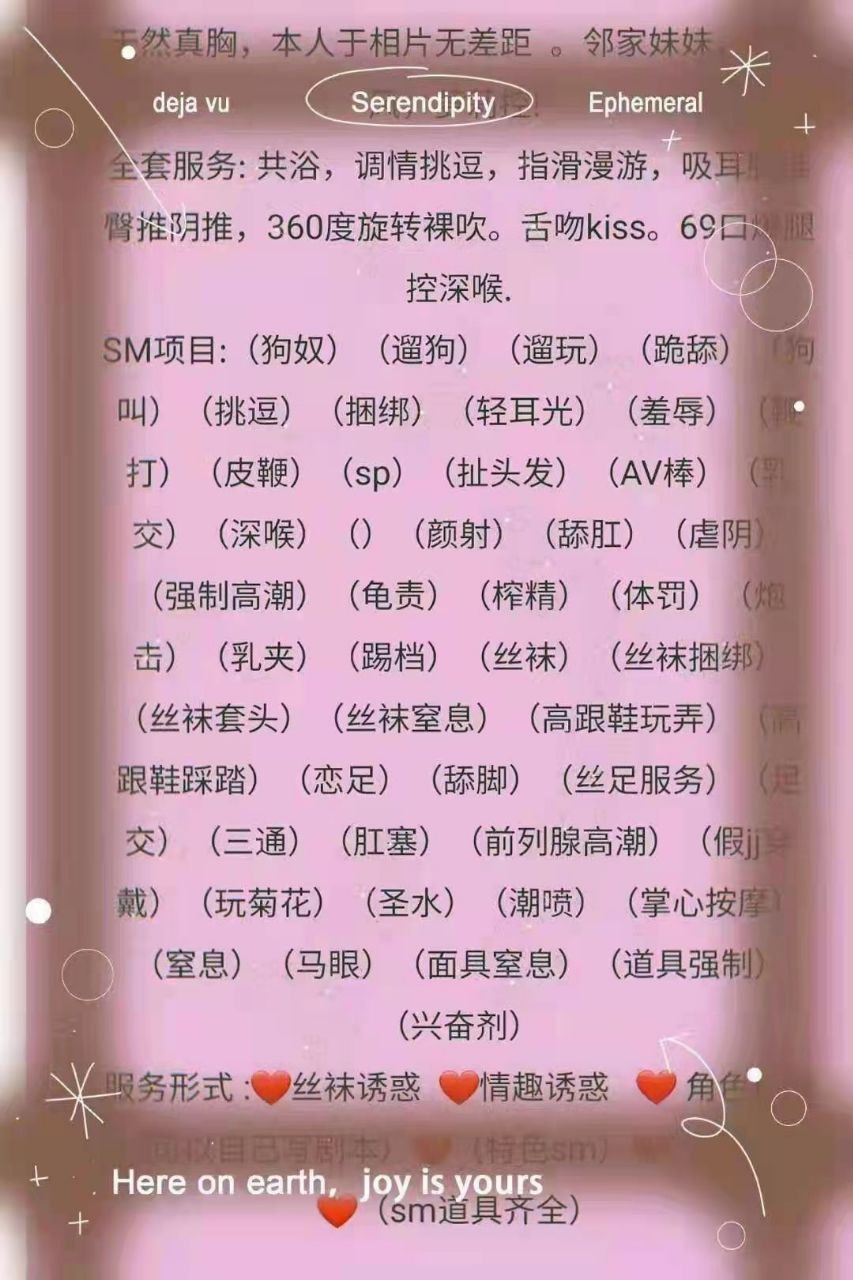 天然真胸，本人于相片无差距 。邻家妹妹
deja vu
Serendipity
Ephemeral
全套服务: 共浴，调情挑逗，指滑漫游，吸耳
臀推阴推，360度旋转裸吹。舌吻kiss。69口爆腿
控深喉.
SM项目:（狗奴）（遛狗）（遛玩）（跪舔）（狗
叫）（挑逗）（捆绑）（轻耳光）（羞辱）（鞭
打）（皮鞭）（sp）（扯头发）（AV棒）（乳
交）（深喉）（）（颜射）（舔肛）（虐阴）
（强制高潮）（龟责）（榨精）（体罚）（炮
击）（乳夹）（踢档）（丝袜）（丝袜捆绑）
（丝袜套头）（丝袜窒息）（高跟鞋玩弄）（高
跟鞋踩踏）（恋足）（舔脚）（丝足服务）（足
交）（三通）（肛塞）（前列腺高潮）（假jj穿
戴）（玩菊花）（圣水）（潮喷）（掌心按摩）
（窒息）（马眼）（面具窒息）（道具强制）
（兴奋剂）
服务形式 :❤️丝袜诱惑 ❤️情趣诱惑 ❤️ 角色
可以自己写剧本）❤️（特色sm）❤️
Here on earth, joy is yours
❤️（sm道具齐全）